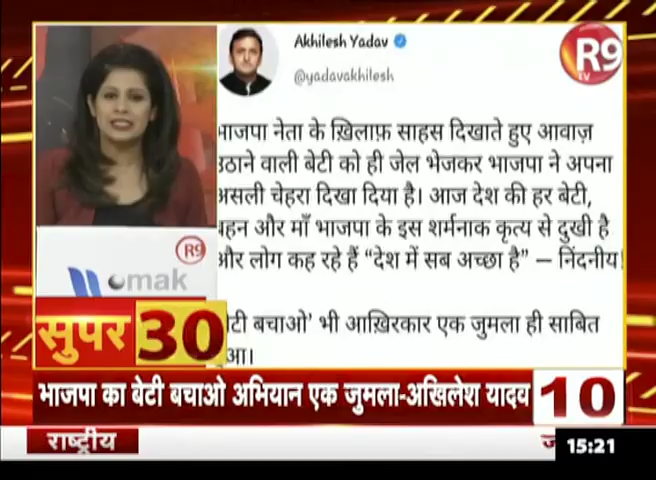 Akhilesh Yadav
@yadavakhilesh
R9
TV
भाजपा नेता के ख़िलाफ़ साहस दिखाते हुए आवाज़
उठाने वाली बेटी को ही जेल भेजकर भाजपा ने अपना
असली चेहरा दिखा दिया है। आज देश की हर बेटी,
बहन और माँ भाजपा के इस शर्मनाक कृत्य से दुखी है
और लोग कह रहे हैं “देश में सब अच्छा है” – निंदनीय!
बेटी बचाओ’ भी आख़िरकार एक जुमला ही साबित
हुआ।
R9
mak
सुपर 30
भाजपा का बेटी बचाओ अभियान एक जुमला-अखिलेश यादव
10
राष्ट्रीय
15:21